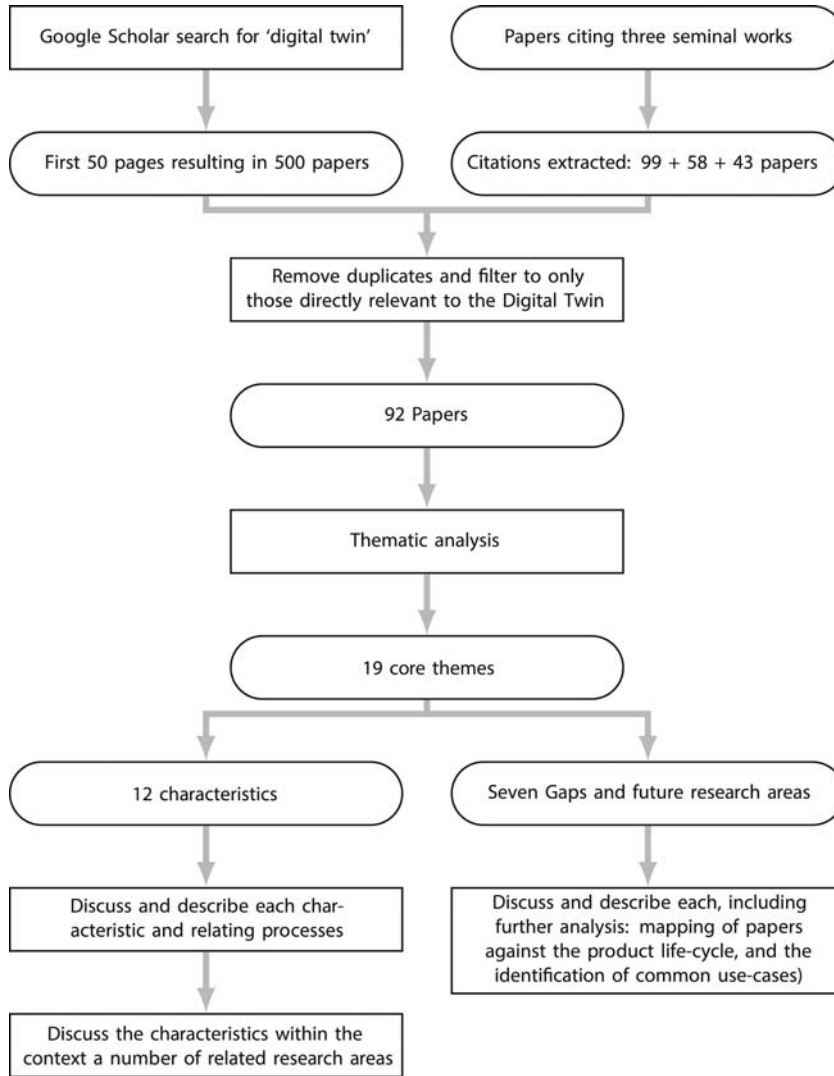 Google Scholar search for 'digital twin'
Papers citing three seminal works
First 50 pages resulting in 500 papers
Citations extracted: 99 + 58 + 43 papers
Remove duplicates and filter to only
those directly relevant to the Digital Twin
92 Papers
Thematic analysis
19 core themes
12 characteristics
Seven Gaps and future research areas
Discuss and describe each char-
acteristic and relating processes
Discuss and describe each, including
further analysis: mapping of papers
against the product life-cycle, and the
identification of common use-cases)
Discuss the characteristics within the
context a number of related research areas